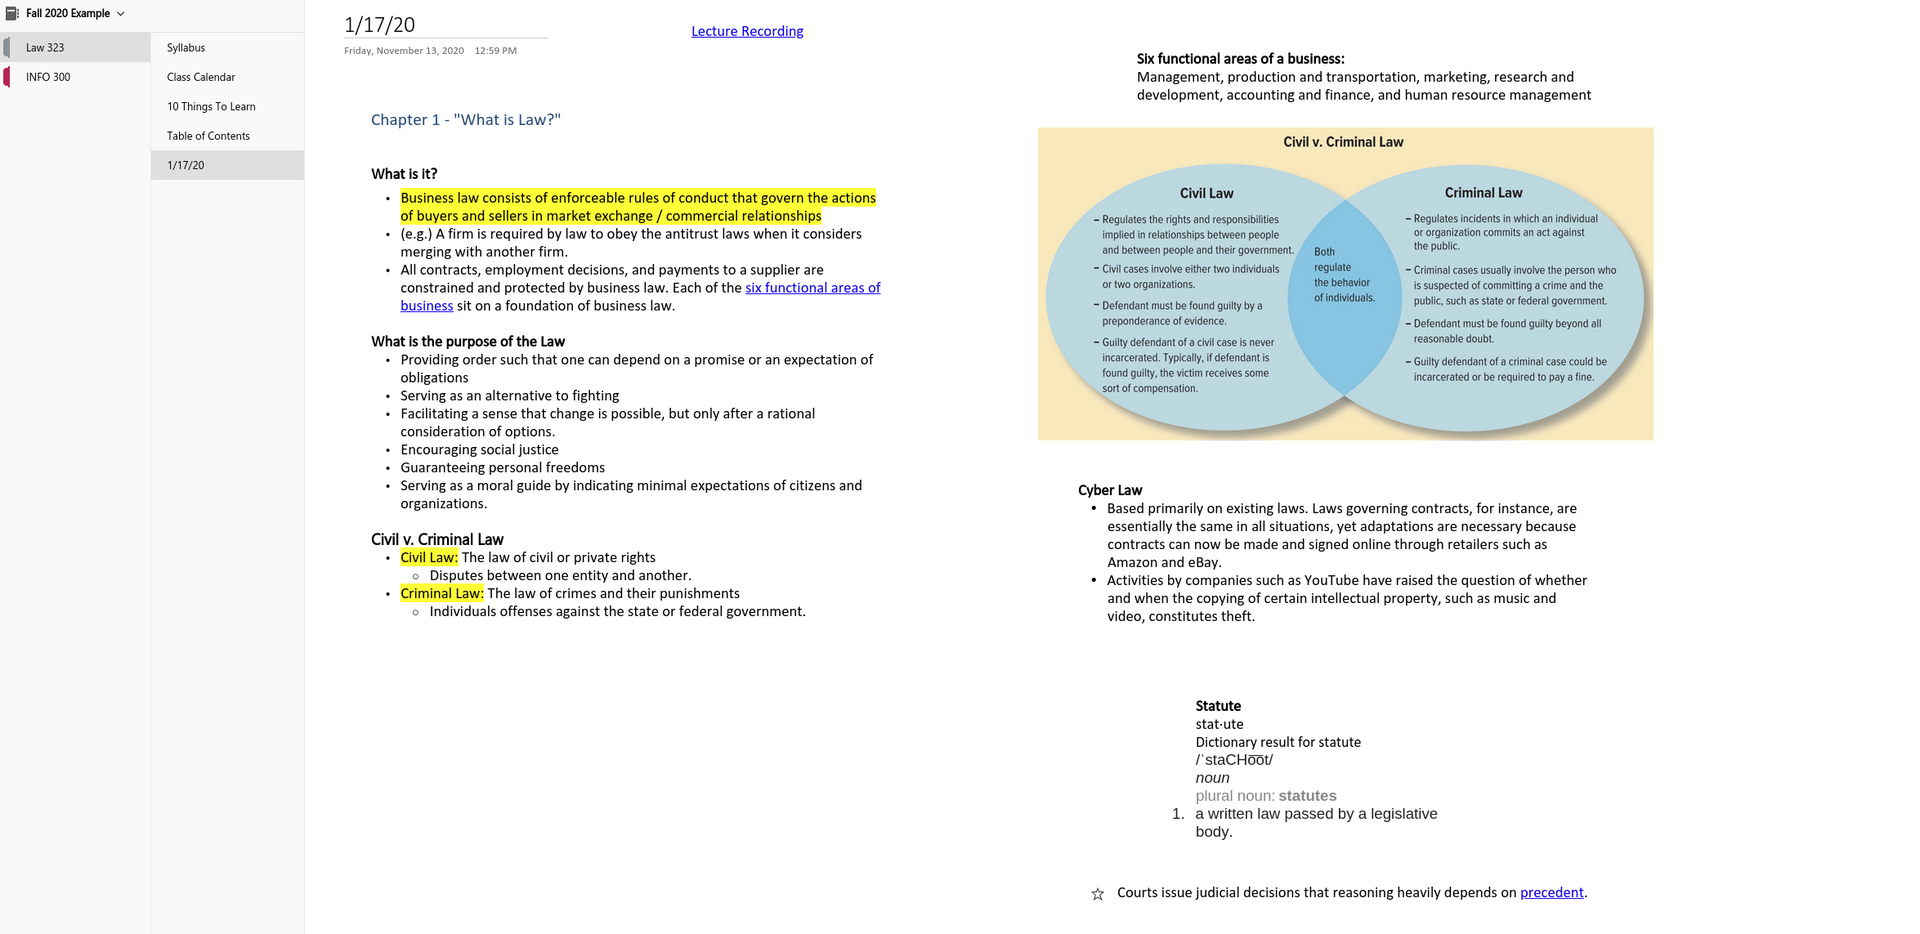 Fall 2020 Example
Law 323
INFO 300
Syllabus
Class Calendar
10 Things To Learn
Table of Contents
1/17/20
1/17/20
Friday, November 13, 2020 12:59 PM
Lecture Recording
Chapter 1 - "What is Law?"
What is it?
• Business law consists of enforceable rules of conduct that govern the actions
of buyers and sellers in market exchange / commercial relationships
• (e.g.) A firm is required by law to obey the antitrust laws when it considers
merging with another firm.
• All contracts, employment decisions, and payments to a supplier are
constrained and protected by business law. Each of the six functional areas of
business sit on a foundation of business law.
What is the purpose of the Law
• Providing order such that one can depend on a promise or an expectation of
obligations
• Serving as an alternative to fighting
• Facilitating a sense that change is possible, but only after a rational
consideration of options.
• Encouraging social justice
• Guaranteeing personal freedoms
• Serving as a moral guide by indicating minimal expectations of citizens and
organizations.
Civil v. Criminal Law
• Civil Law: The law of civil or private rights
○ Disputes between one entity and another.
• Criminal Law: The law of crimes and their punishments
○ Individuals offenses against the state or federal government.
Six functional areas of a business:
Management, production and transportation, marketing, research and
development, accounting and finance, and human resource management
Civil v. Criminal Law
Civil Law
– Regulates the rights and responsibilities
implied in relationships between people
and between people and their government.
– Civil cases involve either two individuals
or two organizations.
– Defendant must be found guilty by a
preponderance of evidence.
– Guilty defendant of a civil case is never
incarcerated. Typically, if defendant is
found guilty, the victim receives some
sort of compensation.
Both
regulate
the behavior
of individuals.
Criminal Law
– Regulates incidents in which an individual
or organization commits an act against
the public.
– Criminal cases usually involve the person who
is suspected of committing a crime and the
public, such as state or federal government.
– Defendant must be found guilty beyond all
reasonable doubt.
– Guilty defendant of a criminal case could be
incarcerated or be required to pay a fine.
Cyber Law
• Based primarily on existing laws. Laws governing contracts, for instance, are
essentially the same in all situations, yet adaptations are necessary because
contracts can now be made and signed online through retailers such as
Amazon and eBay.
• Activities by companies such as YouTube have raised the question of whether
and when the copying of certain intellectual property, such as music and
video, constitutes theft.
Statute
stat·ute
Dictionary result for statute
/ˈstaCHo͞ot/
noun
plural noun: statutes
1. a written law passed by a legislative
body.
☆ Courts issue judicial decisions that reasoning heavily depends on precedent.